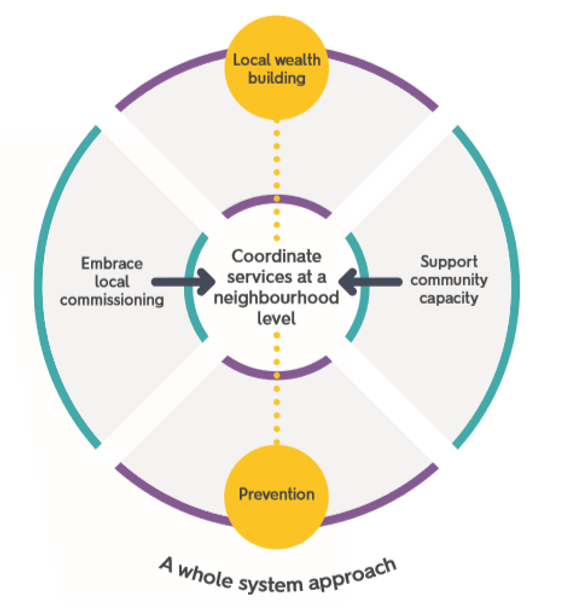 Local wealth
building
Embrace
local
commissioning
Coordinate
services at a
neighbourhood
level
Support
community
capacity
Prevention
A whole system approach